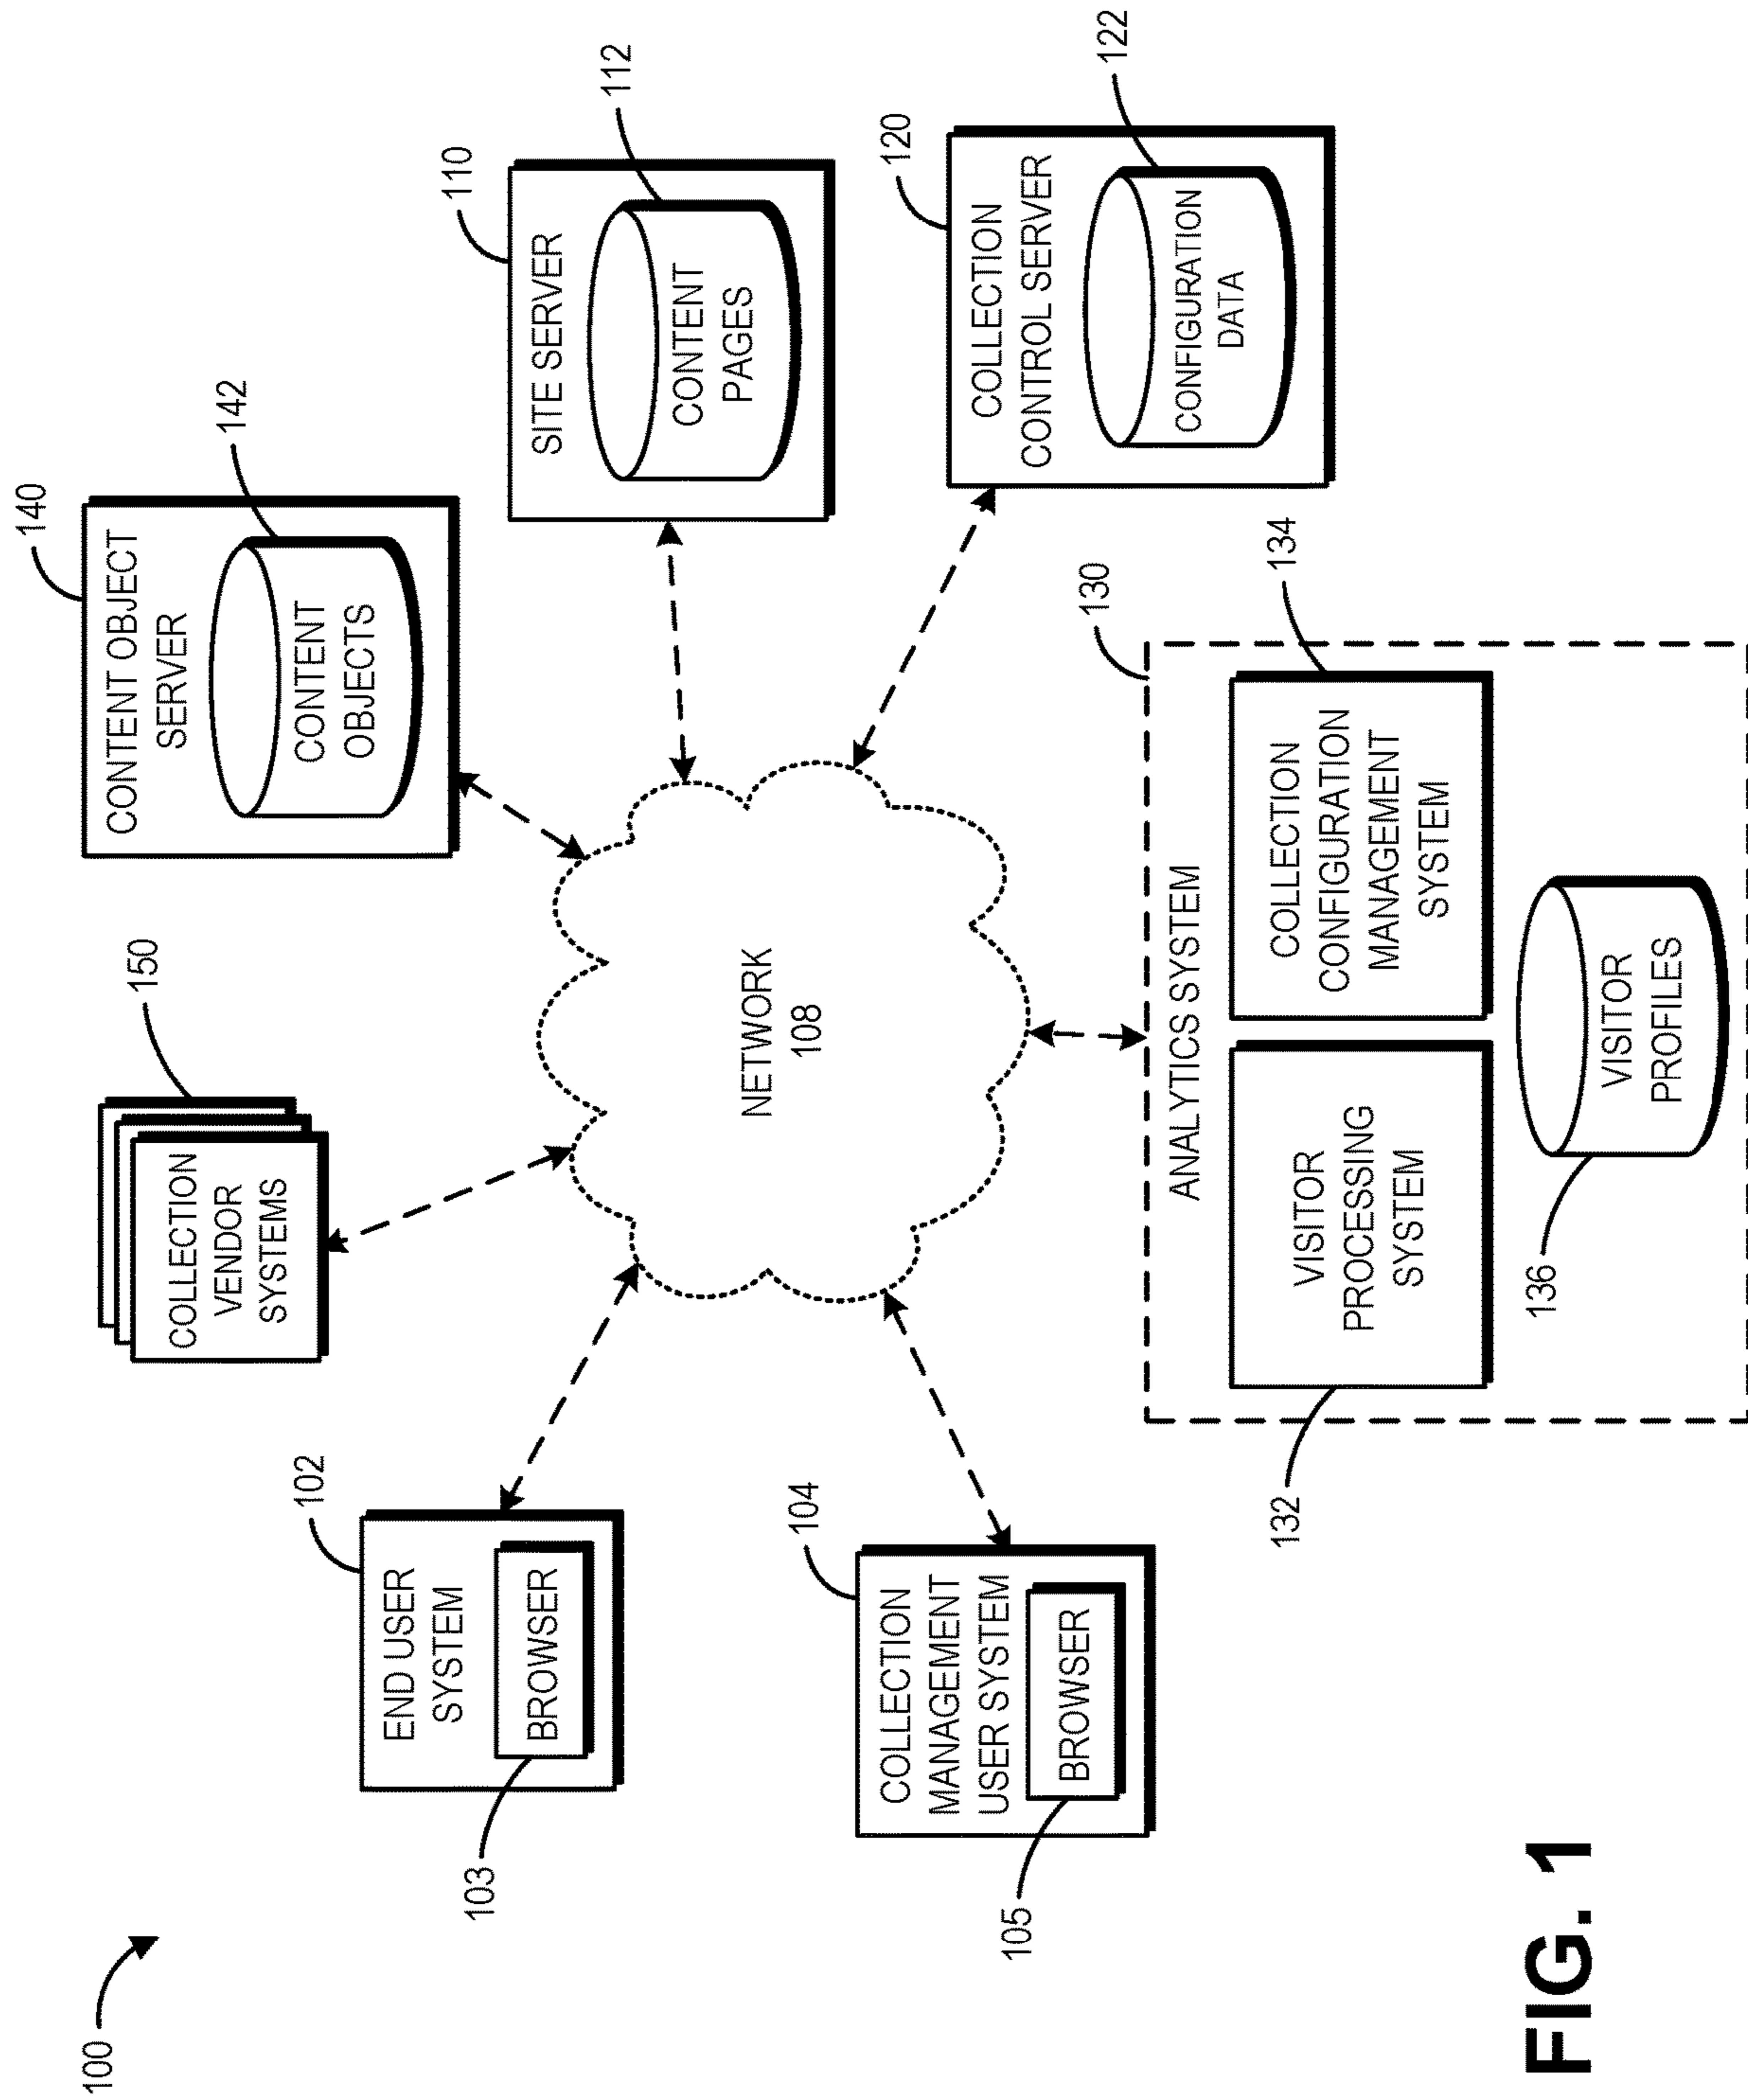 100
150
COLLECTION
VENDOR
SYSTEMS
140
CONTENT OBJECT
SERVER
142
CONTENT
OBJECTS
102
END USER
SYSTEM
BROWSER
103
110
SITE SERVER
112
CONTENT
PAGES
NETWORK
108
104
COLLECTION
MANAGEMENT
USER SYSTEM
BROWSER
105
120
COLLECTION
CONTROL SERVER
122
CONFIGURATION
DATA
130
ANALYTICS SYSTEM
132
VISITOR
PROCESSING
SYSTEM
134
COLLECTION
CONFIGURATION
MANAGEMENT
SYSTEM
136
VISITOR
PROFILES
FIG. 1